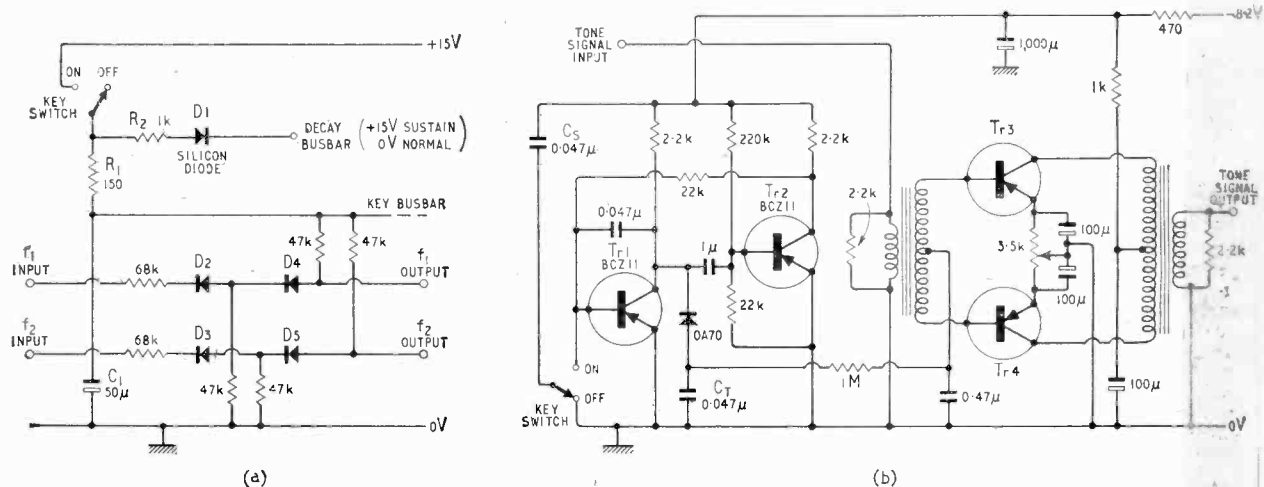 +15V
ON
OFF
KEY
SWITCH
R2 1k
D1
SILICON
DIODE
DECAY
BUSBAR
(+15V SUSTAIN
0V NORMAL)
R1
150
KEY BUSBAR
47k
47k
f1
INPUT
68k
D2
D4
f1
OUTPUT
f2
INPUT
68k
D3
D5
f2
OUTPUT
47k
47k
C1
50μ
0V
(a)
TONE
SIGNAL
INPUT
1,000μ
470
-8·2V
1k
CS
0·047μ
2·2k
220k
2·2k
22k
0·047μ
Tr1
BCZ11
1μ
Tr2
BCZ11
22k
2·2k
Tr3
100μ
3·5k
100μ
Tr4
TONE
SIGNAL
OUTPUT
2·2k
OA70
ON
OFF
KEY
SWITCH
CT
0·047μ
1M
0·47μ
100μ
0V
(b)